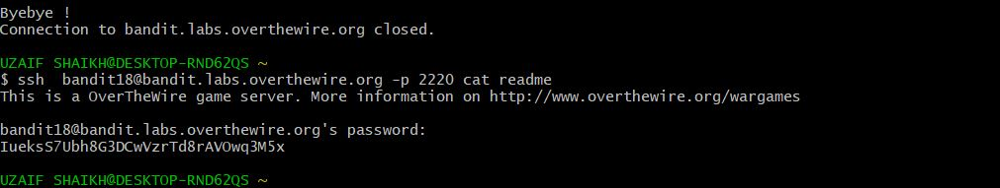 Byebye !
Connection to bandit.labs.overthewire.org closed.
UZAIF SHAIKH@DESKTOP-RND62QS ~
$ ssh  bandit18@bandit.labs.overthewire.org -p 2220 cat readme
This is a OverTheWire game server. More information on http://www.overthewire.org/wargames
bandit18@bandit.labs.overthewire.org's password:
IueksS7Ubh8G3DCwVzrTd8rAVOwq3M5x
UZAIF SHAIKH@DESKTOP-RND62QS ~